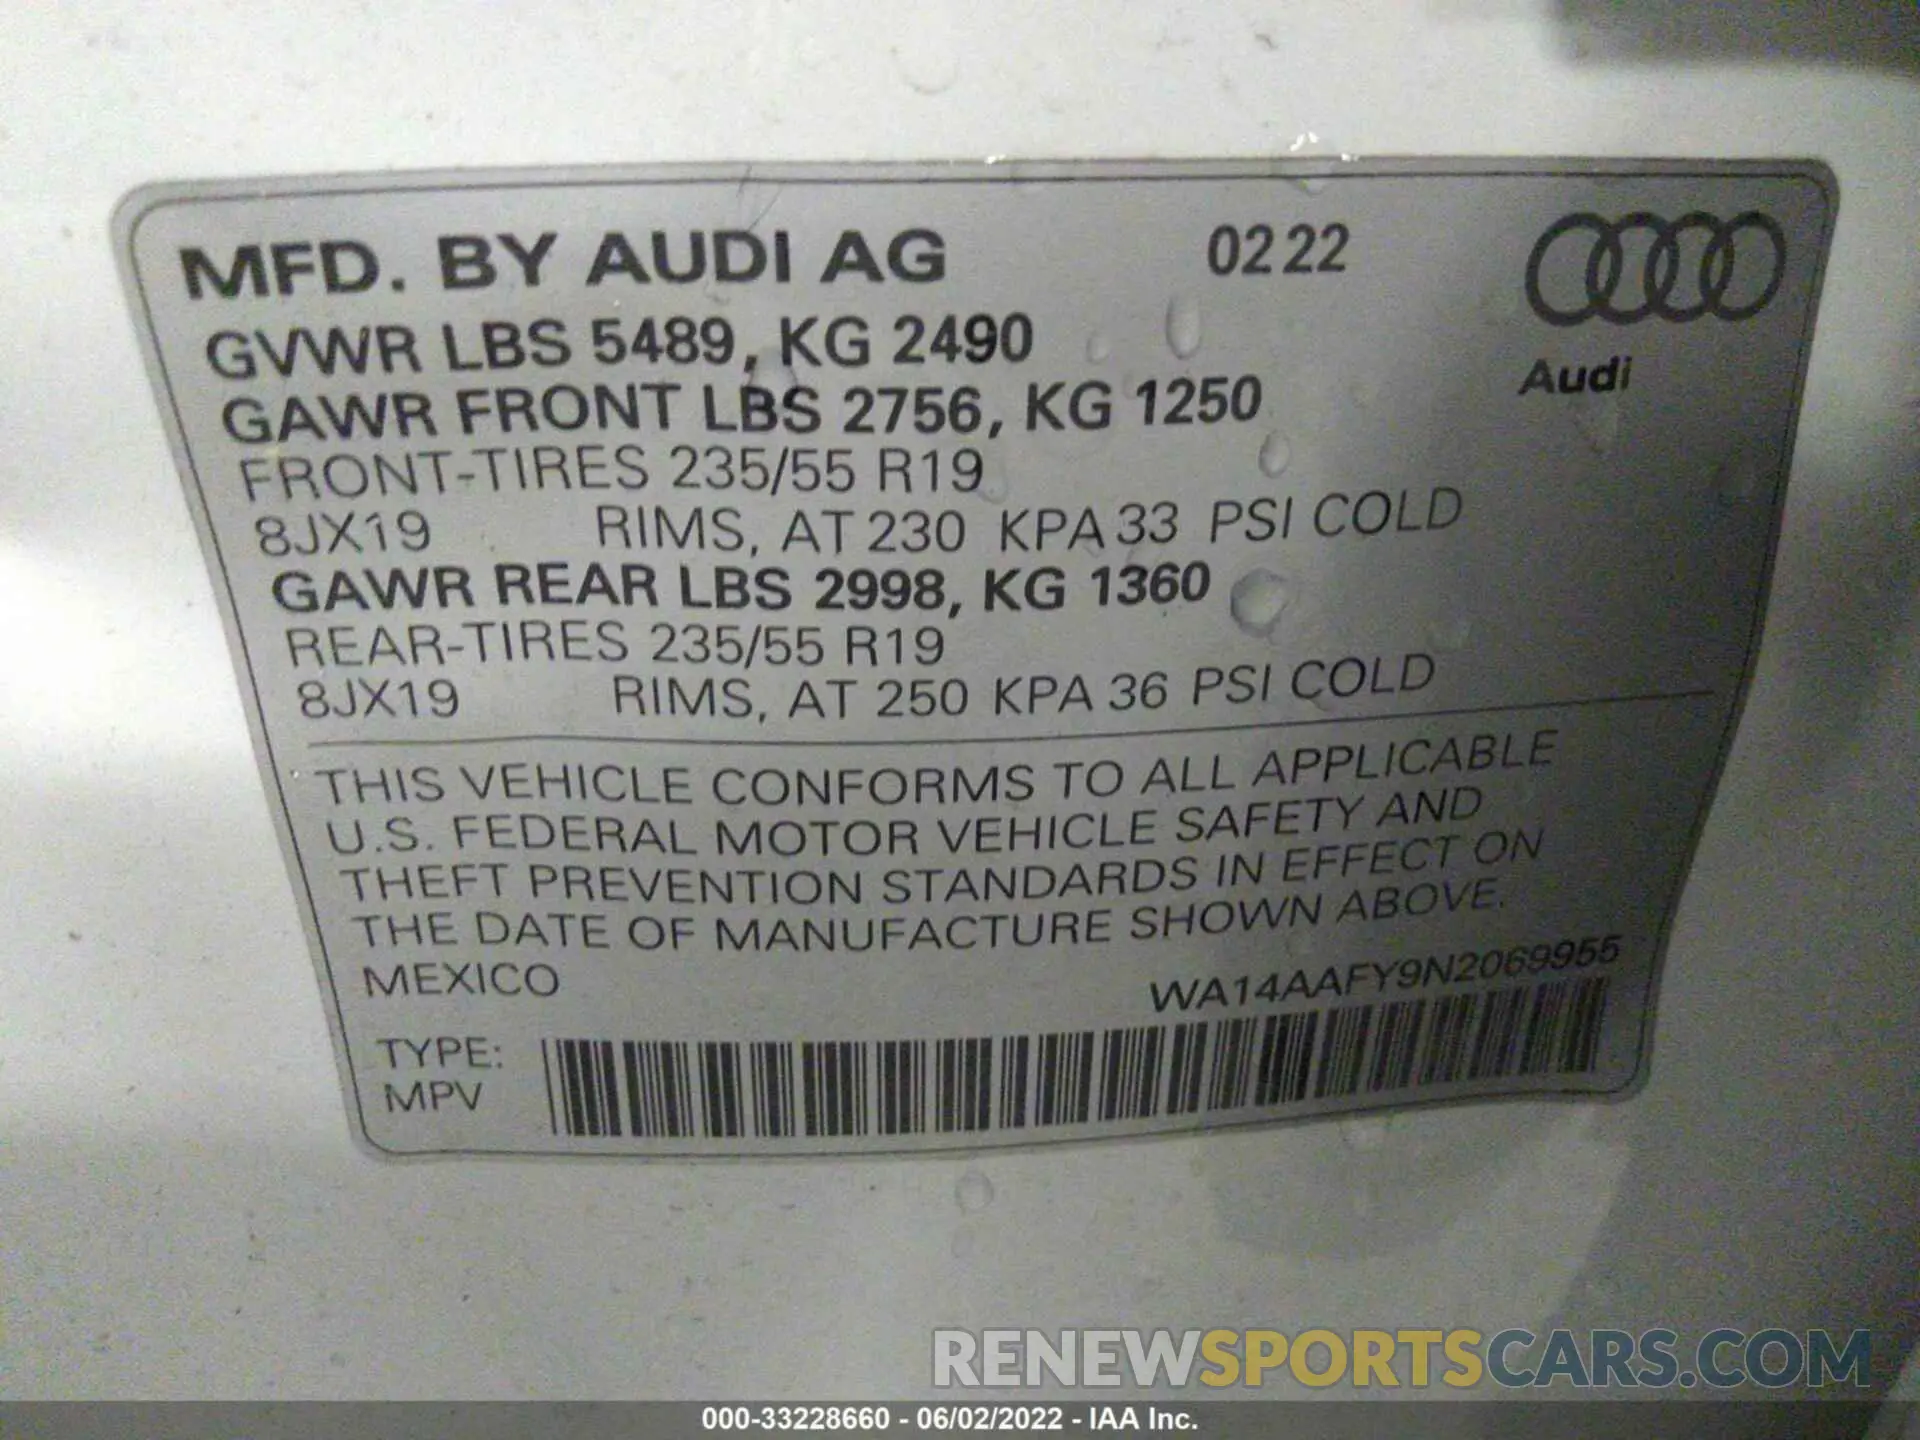 MFD. BY AUDI AG 0222
GVWR LBS 5489, KG 2490
Audi
GAWR FRONT LBS 2756, KG 1250
FRONT-TIRES 235/55 R19
8JX19 RIMS, AT 230 KPA 33 PSI COLD
GAWR REAR LBS 2998, KG 1360
REAR-TIRES 235/55 R19
8JX19 RIMS, AT 250 KPA 36 PSI COLD
THIS VEHICLE CONFORMS TO ALL APPLICABLE
U.S. FEDERAL MOTOR VEHICLE SAFETY AND
THEFT PREVENTION STANDARDS IN EFFECT ON
THE DATE OF MANUFACTURE SHOWN ABOVE.
MEXICO WA14AAFY9N2069955
TYPE:
MPV
RENEWSPORTSCARS.COM
000-33228660 - 06/02/2022 - IAA Inc.